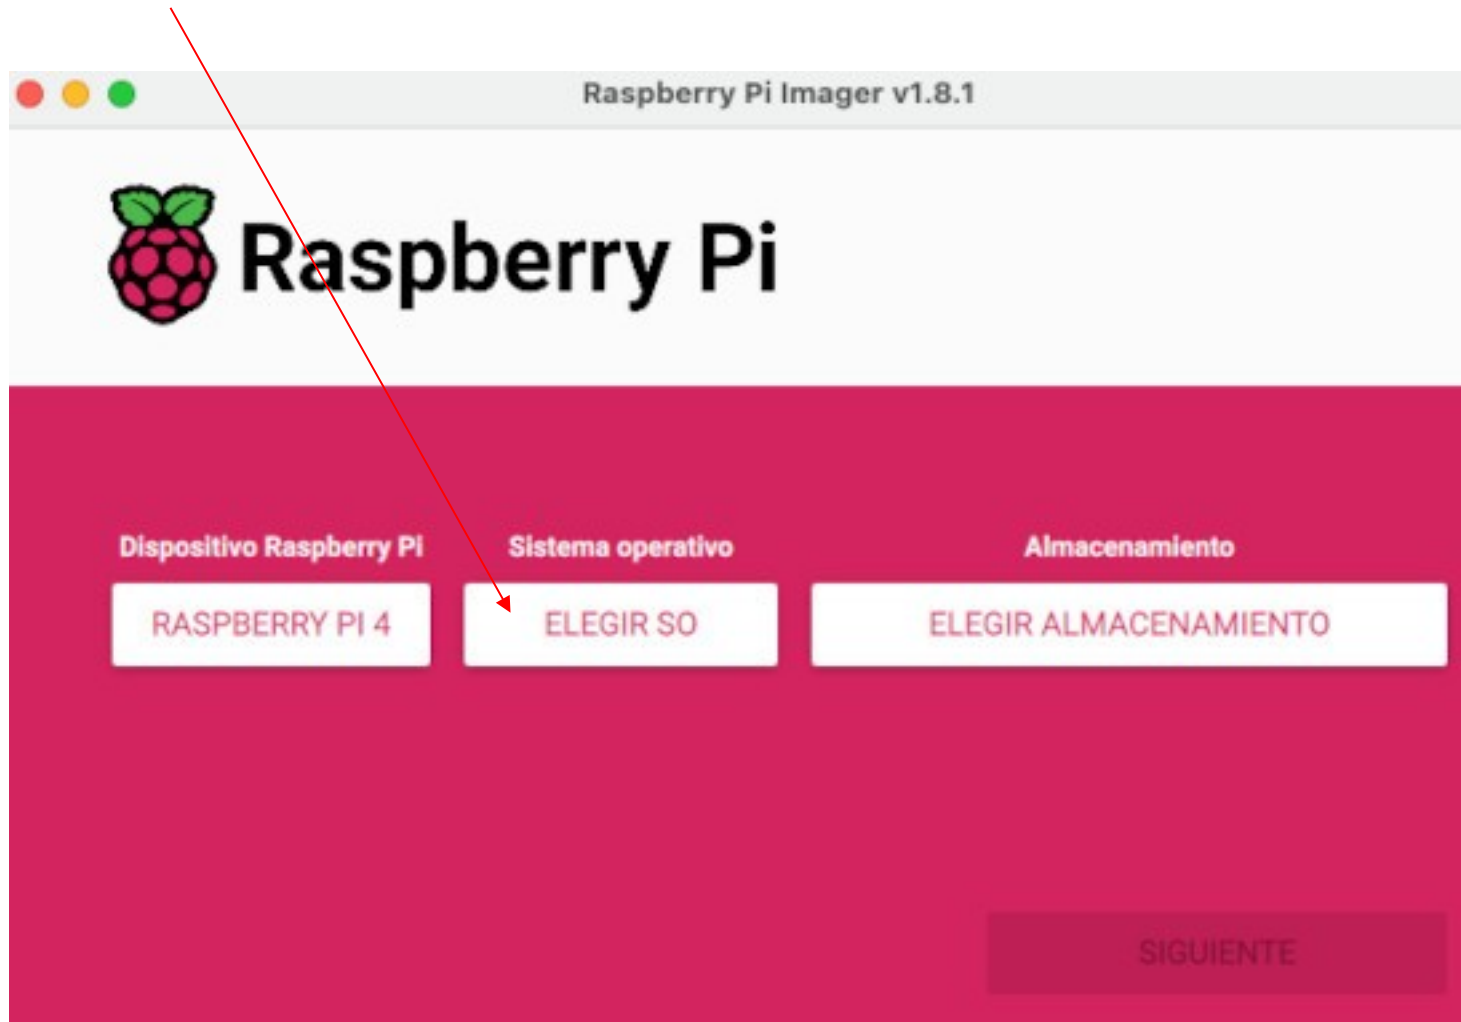 Raspberry Pi Imager v1.8.1
Raspberry Pi
Dispositivo Raspberry Pi
Sistema operativo
Almacenamiento
RASPBERRY PI 4
ELEGIR SO
ELEGIR ALMACENAMIENTO
SIGUIENTE